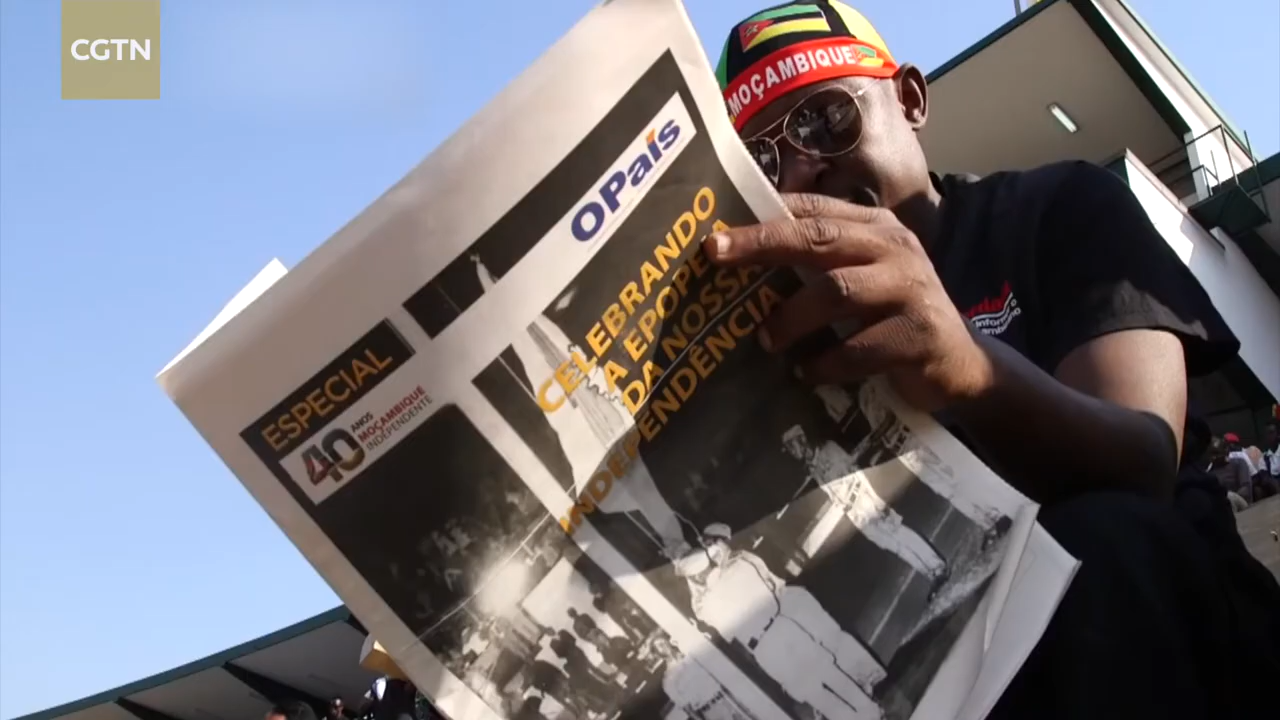 CGTN
MOÇAMBIQUE
OPaís
CELEBRANDO
A EPOPEIA
DA NOSSA
INDEPENDÊNCIA
ESPECIAL
40 ANOS
MOÇAMBIQUE
INDEPENDENTE